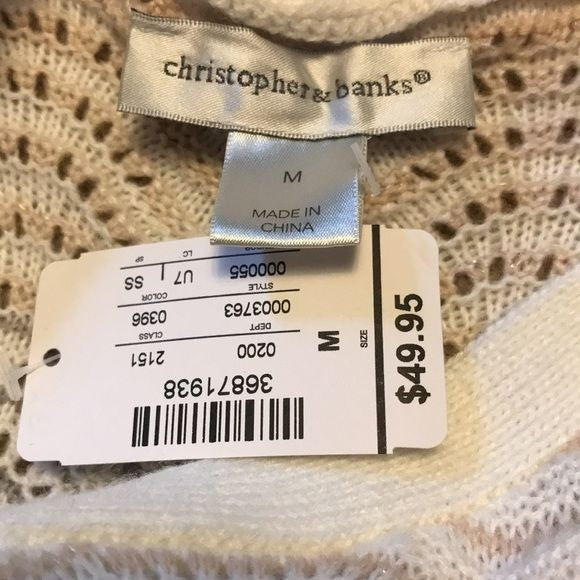 christopher & banks®
M
MADE IN
CHINA
36871938
DEPT CLASS
0200 2151
STYLE COLOR
0003763 0396
LC SP
000055 U7 | SS
SIZE
M
$49.95